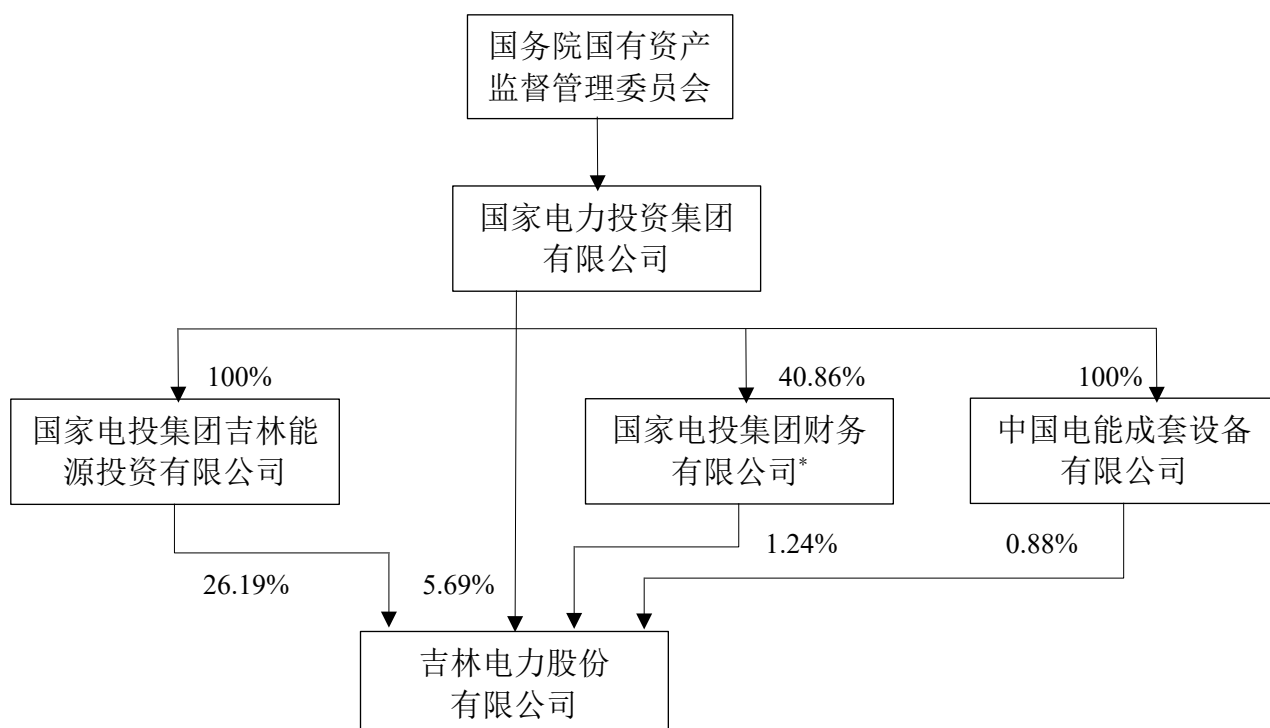 国务院国有资产
监督管理委员会
国家电力投资集团
有限公司
100%
40.86%
100%
国家电投集团吉林能
源投资有限公司
国家电投集团财务
有限公司*
中国电能成套设备
有限公司
26.19%
5.69%
1.24%
0.88%
吉林电力股份
有限公司